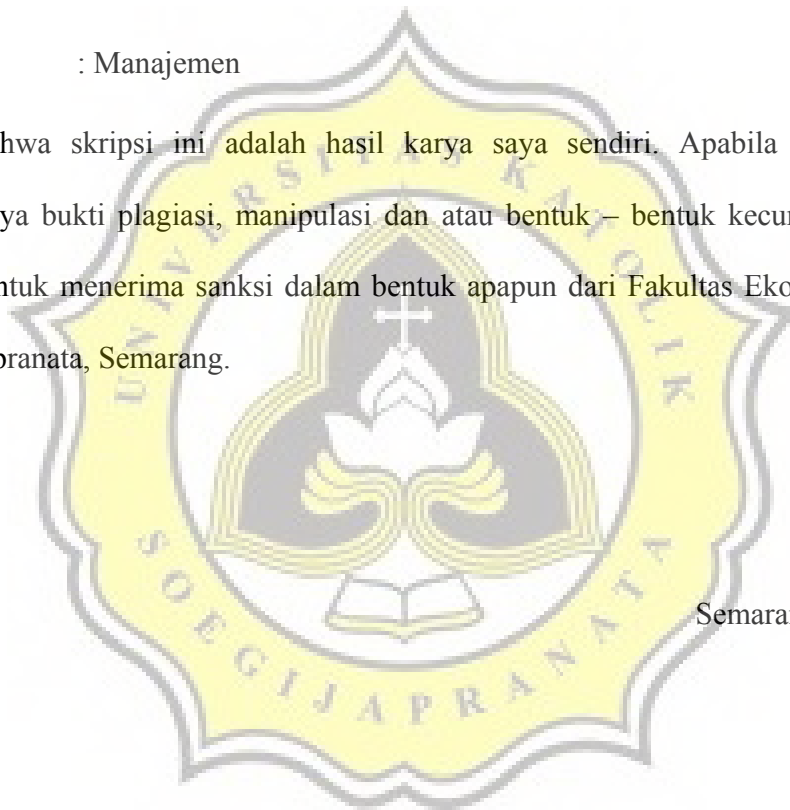 : Manajemen
hwa skripsi ini adalah hasil karya saya sendiri. Apabila
ya bukti plagiasi, manipulasi dan atau bentuk – bentuk kecur
ntuk menerima sanksi dalam bentuk apapun dari Fakultas Eko
pranata, Semarang.
UNIVERSITAS KATOLIK
SOEGIJAPRANATA
Semara